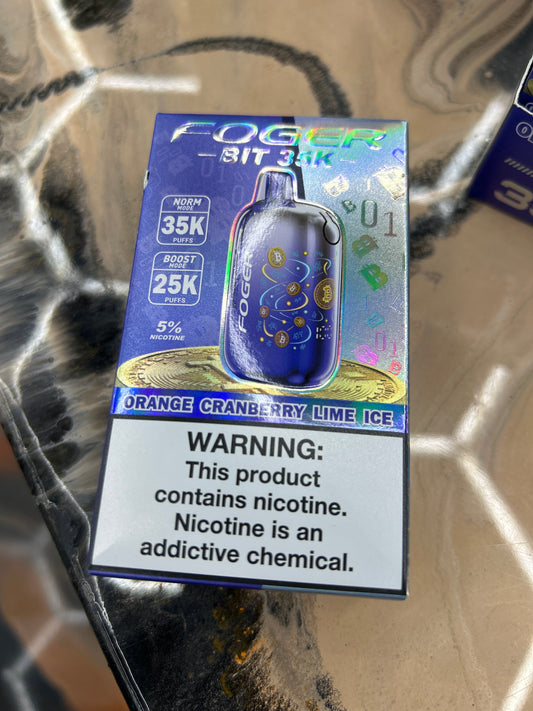 FOGER
BIT 35K
NORM
MODE
35K
PUFFS
BOOST
MODE
25K
PUFFS
5%
NICOTINE
FOGER
01
ORANGE CRANBERRY LIME ICE
WARNING:
This product
contains nicotine.
Nicotine is an
addictive chemical.